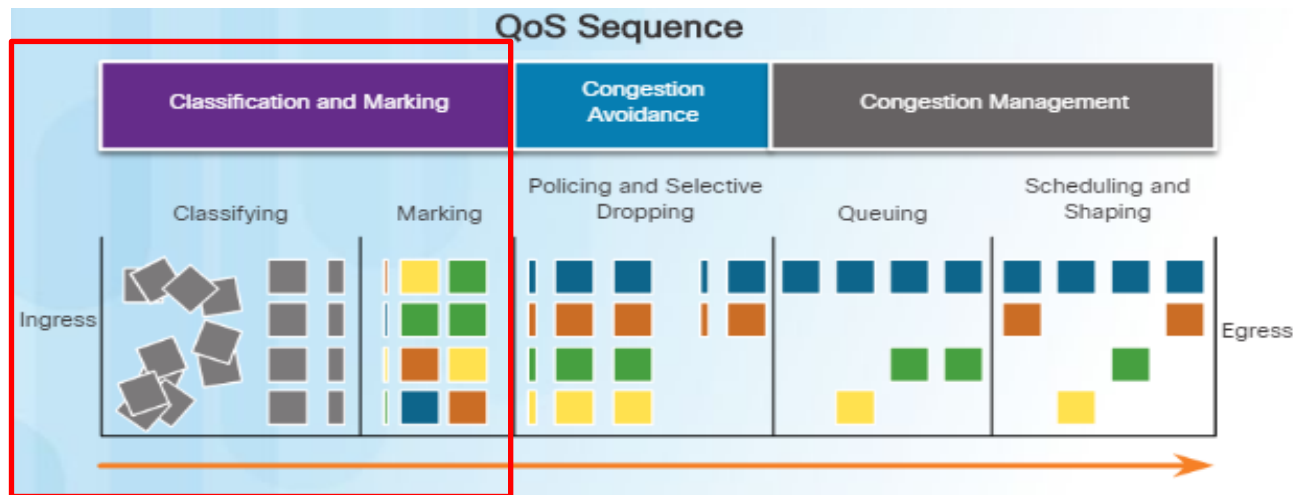 QoS Sequence
Classification and Marking
Congestion
Avoidance
Congestion Management
Classifying
Marking
Policing and Selective
Dropping
Queuing
Scheduling and
Shaping
Ingress
Egress